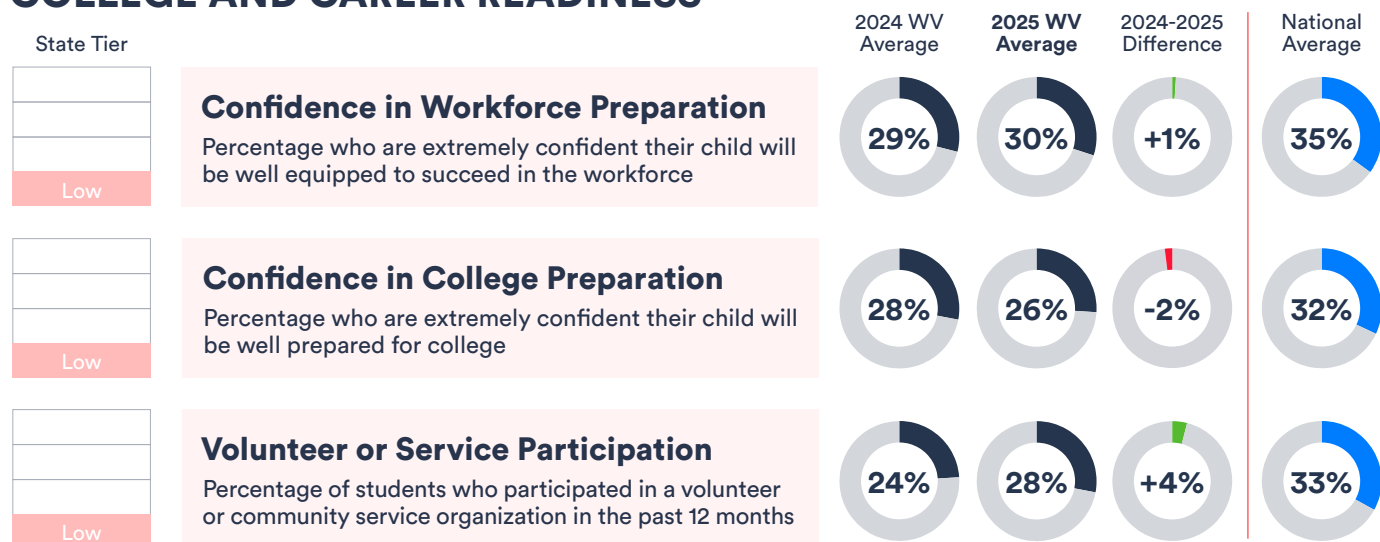 COLLEGE AND CAREER READINESS
State Tier
2024 WV
Average
2025 WV
Average
2024-2025
Difference
National
Average
Low
Confidence in Workforce Preparation
Percentage who are extremely confident their child will
be well equipped to succeed in the workforce
29%
30%
+1%
35%
Low
Confidence in College Preparation
Percentage who are extremely confident their child will
be well prepared for college
28%
26%
-2%
32%
Low
Volunteer or Service Participation
Percentage of students who participated in a volunteer
or community service organization in the past 12 months
24%
28%
+4%
33%